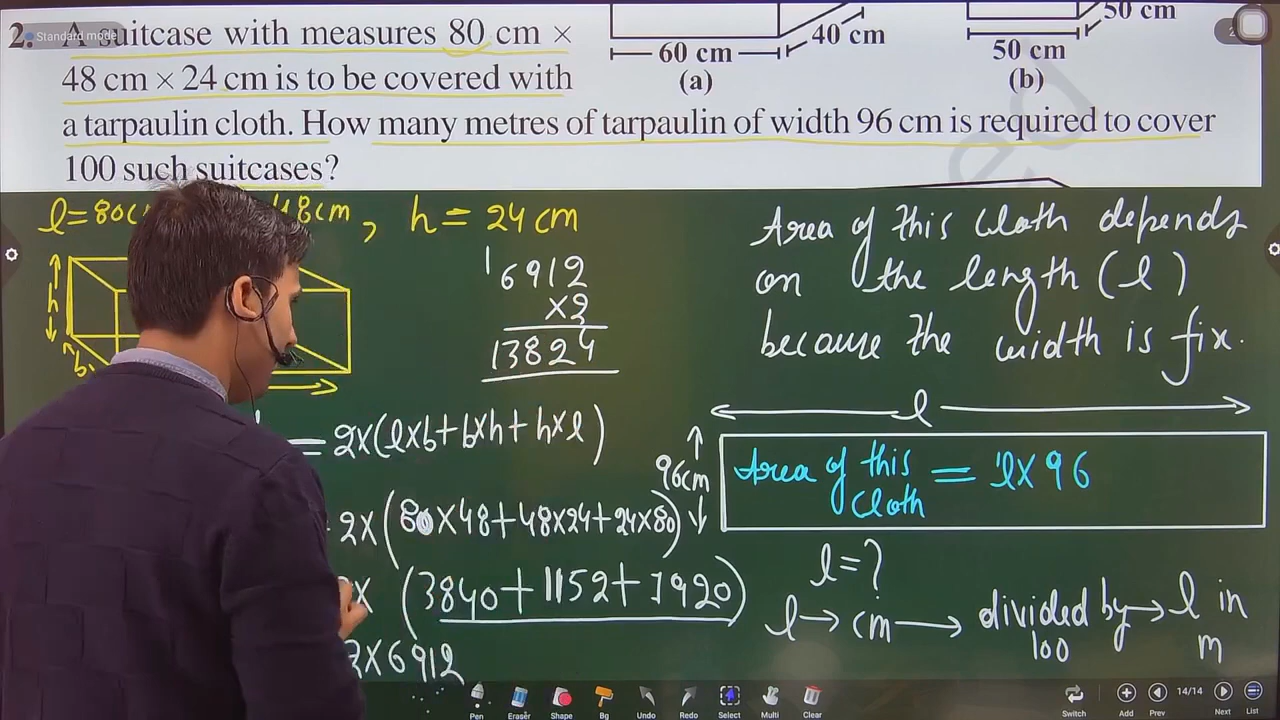 50 cm
2. A suitcase with measures 80 cm ×
Standard mode
40 cm
60 cm
50 cm
48 cm × 24 cm is to be covered with
(a)
(b)
a tarpaulin cloth. How many metres of tarpaulin of width 96 cm is required to cover
100 such suitcases?
l=80c 48cm, h = 24cm
h
b
6912
×2
13824
= 2×(l×b+b×h+h×l)
2×(80×48+48×24+24×80)
2× (3840+1152+1920)
2×6912
Area of this cloth depends
on the length (l)
because the width is fix.
l
96cm
Area of this cloth = l×96
l=?
l→cm→ divided by 100 → l in m
Pen Eraser Shape Bg Undo Redo Select Multi Clear
Switch Add Prev 14/14 Next List